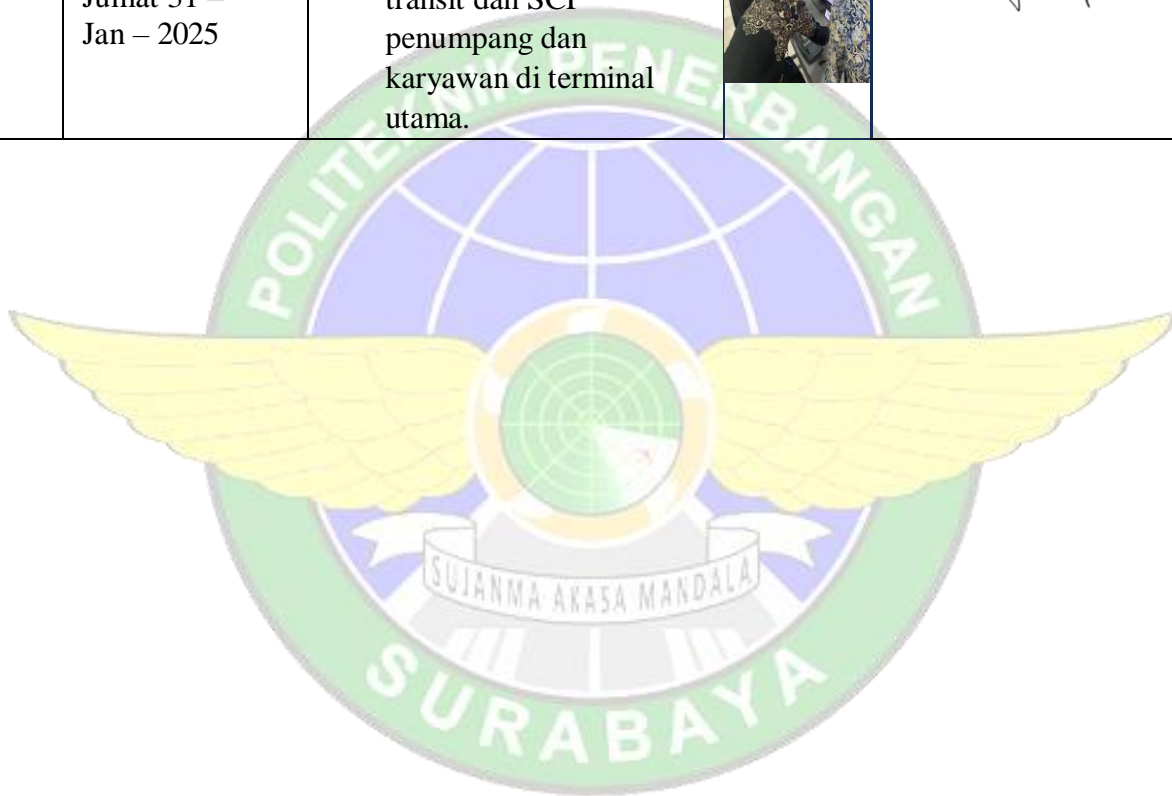 Jumat 31 –
Jan – 2025
transit dan SCP
penumpang dan
karyawan di terminal
utama.
POLITEKNIK PENERBANGAN
SUJANMA AKASA MANDALA
SURABAYA